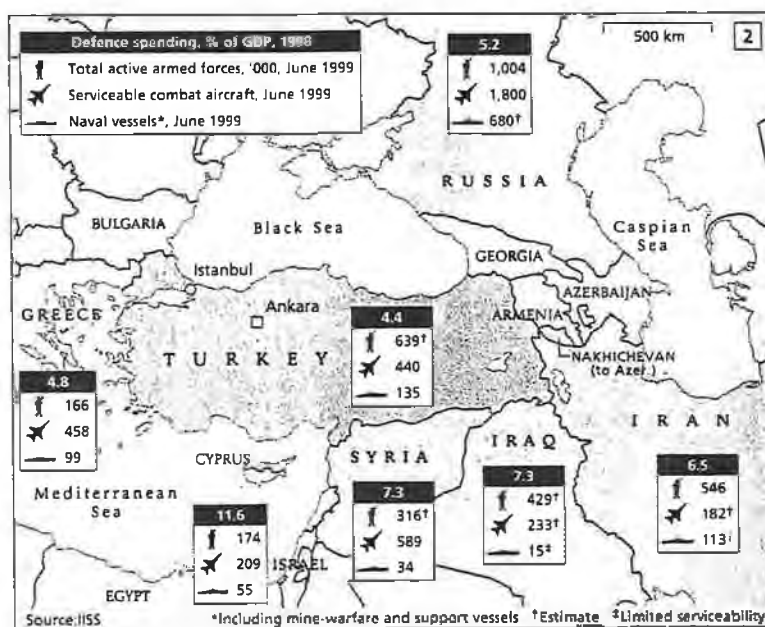 Defence spending, % of GDP, 1998
Total active armed forces, '000, June 1999
Serviceable combat aircraft, June 1999
Naval vessels*, June 1999
500 km
2
5.2
1,004
1,800
680†
RUSSIA
BULGARIA
Black Sea
Caspian
Sea
GEORGIA
Istanbul
AZERBAIJAN
GREECE
Ankara
ARMENIA
TURKEY
4.4
639†
440
135
NAKHICHEVAN
(to Azer.)
4.8
166
458
99
IRAN
CYPRUS
SYRIA
IRAQ
Mediterranean
Sea
11.6
174
209
55
7.3
316†
589
34
7.3
429†
233†
15‡
6.5
546
182†
113
ISRAEL
EGYPT
Source:IISS
*Including mine-warfare and support vessels †Estimate ‡Limited serviceability